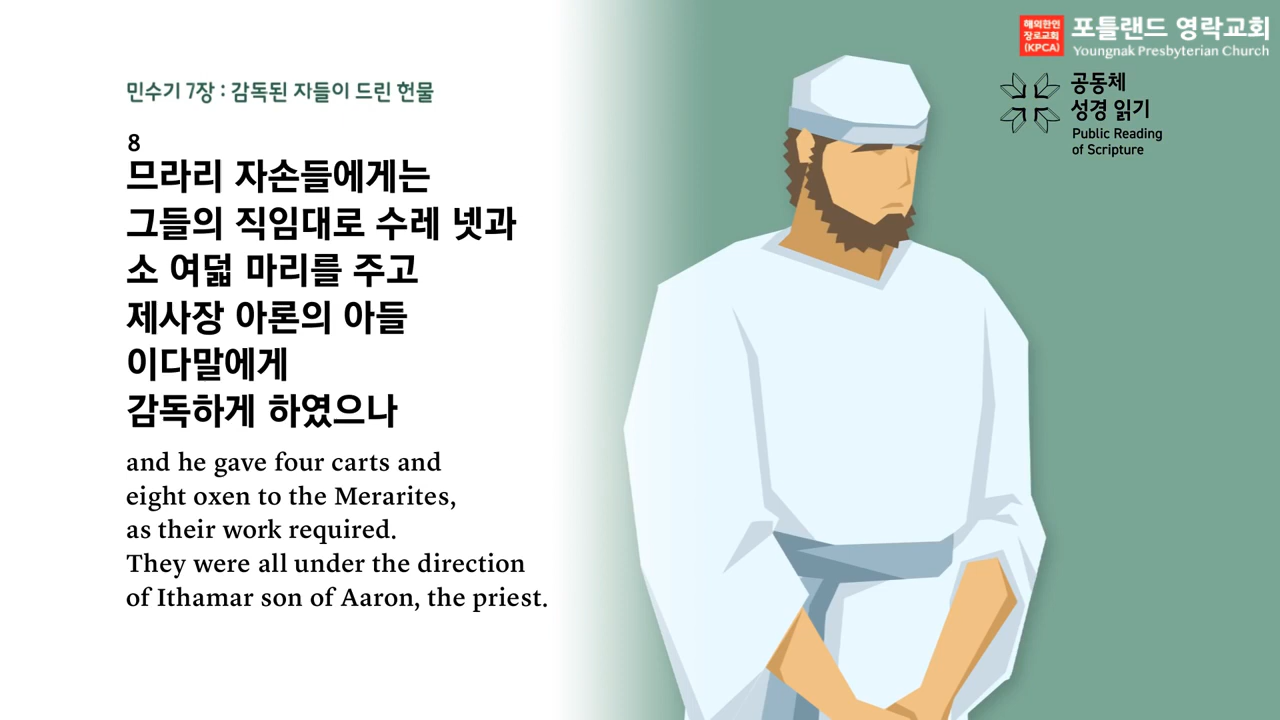 해외한인
장로교회
(KPCA)
포틀랜드 영락교회
Youngnak Presbyterian Church
공동체
성경 읽기
Public Reading
of Scripture
민수기 7장 : 감독된 자들이 드린 헌물
8
므라리 자손들에게는
그들의 직임대로 수레 넷과
소 여덟 마리를 주고
제사장 아론의 아들
이다말에게
감독하게 하였으나
and he gave four carts and
eight oxen to the Merarites,
as their work required.
They were all under the direction
of Ithamar son of Aaron, the priest.